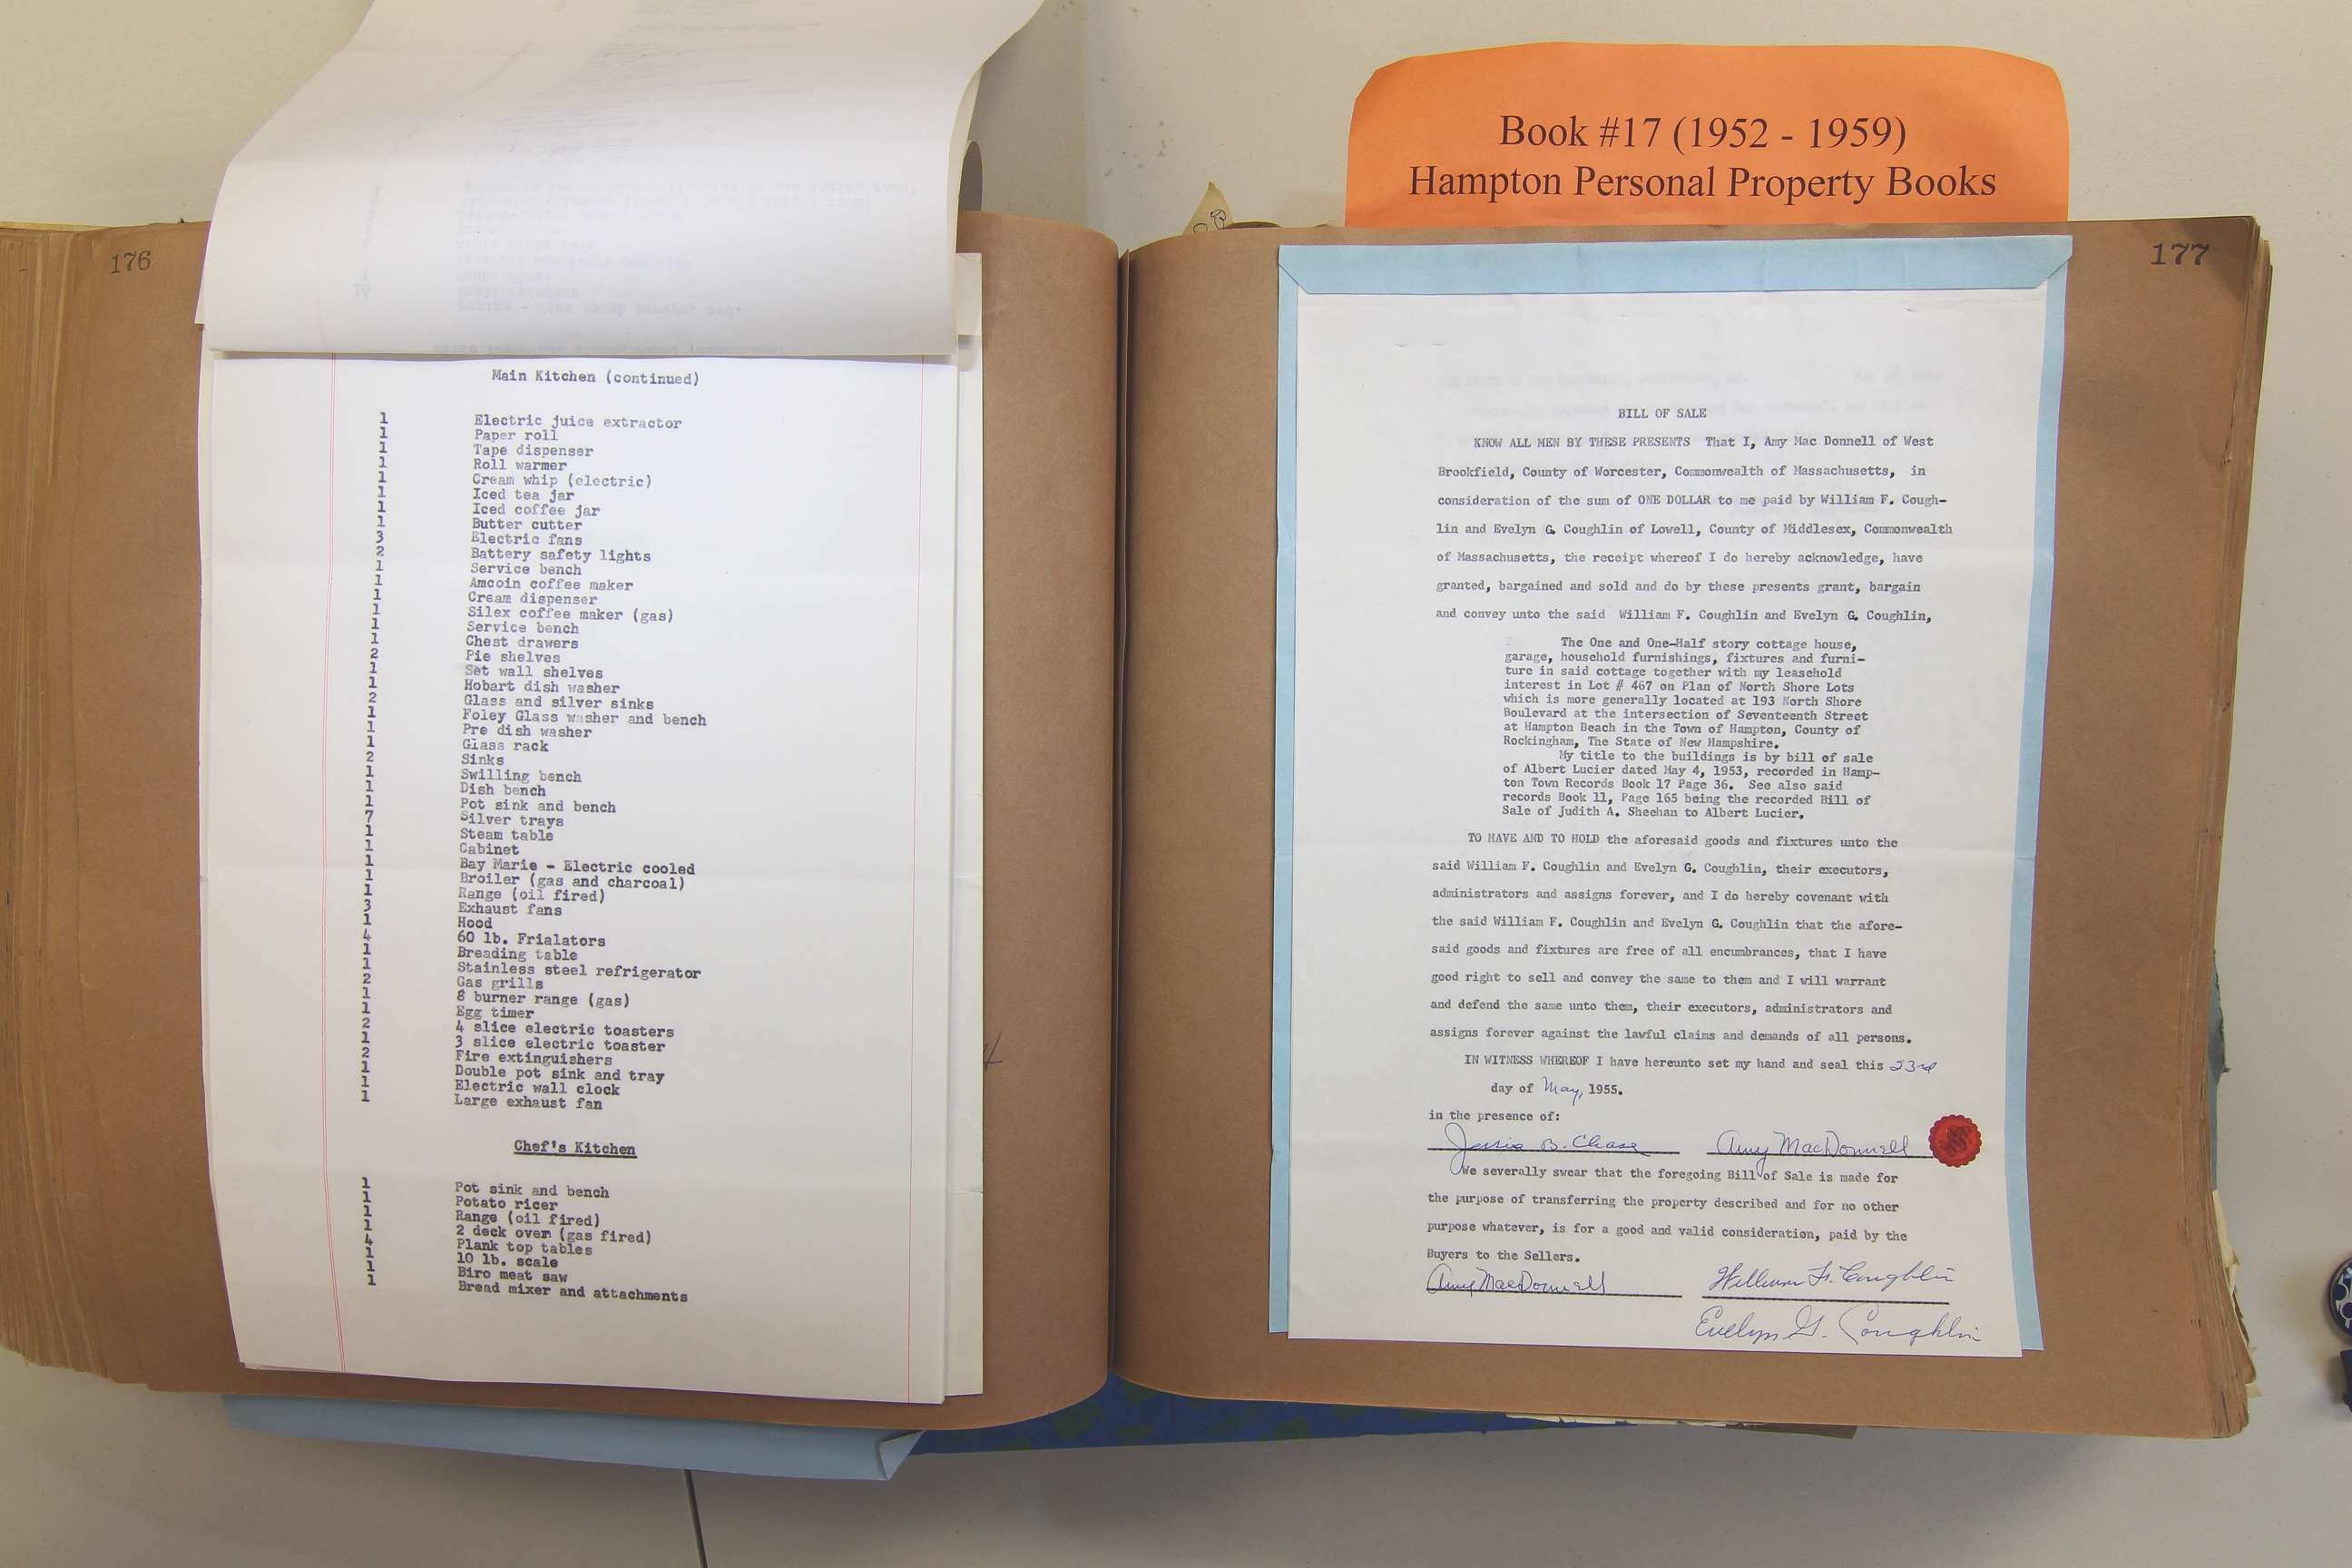 Book #17 (1952 - 1959)
Hampton Personal Property Books
176
Main Kitchen (continued)
1 Electric juice extractor
1 Paper roll
1 Tape dispenser
1 Roll warmer
1 Cream whip (electric)
1 Iced tea jar
1 Iced coffee jar
1 Butter cutter
3 Electric fans
2 Battery safety lights
1 Service bench
1 Amcoin coffee maker
1 Cream dispenser
1 Silex coffee maker (gas)
1 Service bench
1 Chest drawers
2 Pie shelves
1 Set wall shelves
1 Hobart dish washer
2 Glass and silver sinks
1 Foley Glass washer and bench
1 Pre dish washer
1 Glass rack
2 Sinks
1 Swilling bench
1 Dish bench
1 Pot sink and bench
7 Silver trays
1 Steam table
1 Cabinet
1 Bay Marie - Electric cooled
1 Broiler (gas and charcoal)
1 Range (oil fired)
3 Exhaust fans
1 Hood
4 60 lb. Frialators
1 Breading table
1 Stainless steel refrigerator
2 Gas grills
1 8 burner range (gas)
1 Egg timer
2 4 slice electric toasters
1 3 slice electric toaster
2 Fire extinguishers
1 Double pot sink and tray
1 Electric wall clock
1 Large exhaust fan
Chef's Kitchen
1 Pot sink and bench
1 Potato ricer
1 Range (oil fired)
1 2 deck oven (gas fired)
4 Plank top tables
1 10 lb. scale
1 Biro meat saw
1 Bread mixer and attachments
177
BILL OF SALE
KNOW ALL MEN BY THESE PRESENTS That I, Amy Mac Donnell of West
Brookfield, County of Worcester, Commonwealth of Massachusetts, in
consideration of the sum of ONE DOLLAR to me paid by William F. Cough-
lin and Evelyn G. Coughlin of Lowell, County of Middlesex, Commonwealth
of Massachusetts, the receipt whereof I do hereby acknowledge, have
granted, bargained and sold and do by these presents grant, bargain
and convey unto the said William F. Coughlin and Evelyn G. Coughlin,
The One and One-Half story cottage house,
garage, household furnishings, fixtures and furni-
ture in said cottage together with my leasehold
interest in Lot # 467 on Plan of North Shore Lots
which is more generally located at 193 North Shore
Boulevard at the intersection of Seventeenth Street
at Hampton Beach in the Town of Hampton, County of
Rockingham, The State of New Hampshire.
My title to the buildings is by bill of sale
of Albert Lucier dated May 4, 1953, recorded in Hamp-
ton Town Records Book 17 Page 36. See also said
records Book 11, Page 165 being the recorded Bill of
Sale of Judith A. Sheehan to Albert Lucier.
TO HAVE AND TO HOLD the aforesaid goods and fixtures unto the
said William F. Coughlin and Evelyn G. Coughlin, their executors,
administrators and assigns forever, and I do hereby covenant with
the said William F. Coughlin and Evelyn G. Coughlin that the afore-
said goods and fixtures are free of all encumbrances, that I have
good right to sell and convey the same to them and I will warrant
and defend the same unto them, their executors, administrators and
assigns forever against the lawful claims and demands of all persons.
IN WITNESS WHEREOF I have hereunto set my hand and seal this 23rd
day of May, 1955.
in the presence of:
Jessie B. Chase Amy MacDonnell
We severally swear that the foregoing Bill of Sale is made for
the purpose of transferring the property described and for no other
purpose whatever, is for a good and valid consideration, paid by the
Buyers to the Sellers.
Amy MacDonnell William F. Coughlin
Evelyn G. Coughlin